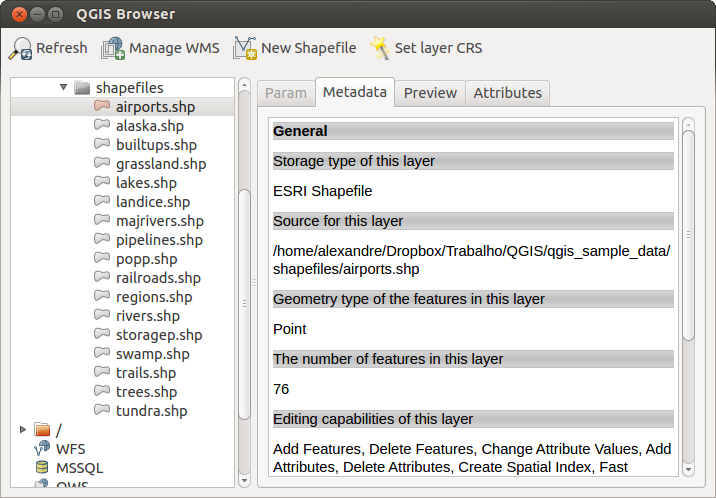 QGIS Browser
Refresh
Manage WMS
New Shapefile
Set layer CRS
shapefiles
airports.shp
alaska.shp
builtups.shp
grassland.shp
lakes.shp
landice.shp
majrivers.shp
pipelines.shp
popp.shp
railroads.shp
regions.shp
rivers.shp
storagep.shp
swamp.shp
trails.shp
trees.shp
tundra.shp
/
WFS
MSSQL
OWS
Param
Metadata
Preview
Attributes
General
Storage type of this layer
ESRI Shapefile
Source for this layer
/home/alexandre/Dropbox/Trabalho/QGIS/qgis_sample_data/
shapefiles/airports.shp
Geometry type of the features in this layer
Point
The number of features in this layer
76
Editing capabilities of this layer
Add Features, Delete Features, Change Attribute Values, Add
Attributes, Delete Attributes, Create Spatial Index, Fast